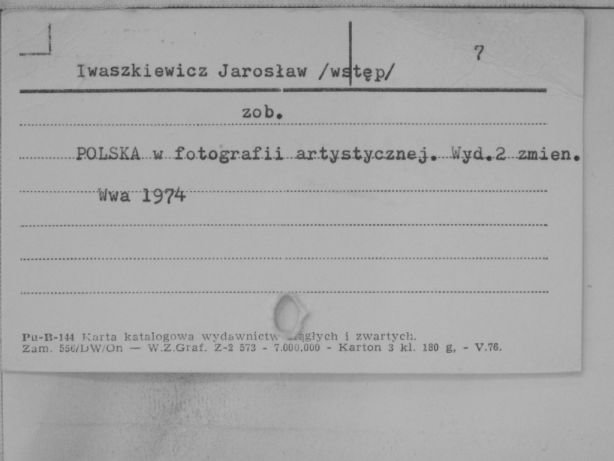 7
Iwaszkiewicz Jarosław /wstęp/
zob.
POLSKA w fotografii artystycznej. Wyd.2 zmien.
Wwa 1974
Pu-B-144 Karta katalogowa wydawnictw ciągłych i zwartych.
Zam. 556/DW/On — W.Z.Graf. Z-2 573 - 7.000.000 - Karton 3 kl. 180 g, - V.76.